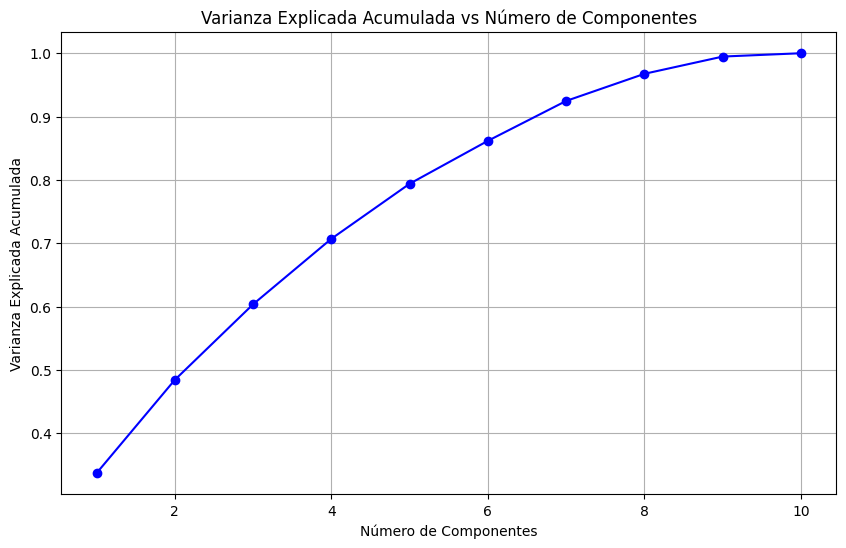 Varianza Explicada Acumulada vs Número de Componentes
Varianza Explicada Acumulada
1.0
0.9
0.8
0.7
0.6
0.5
0.4
2 4 6 8 10
Número de Componentes